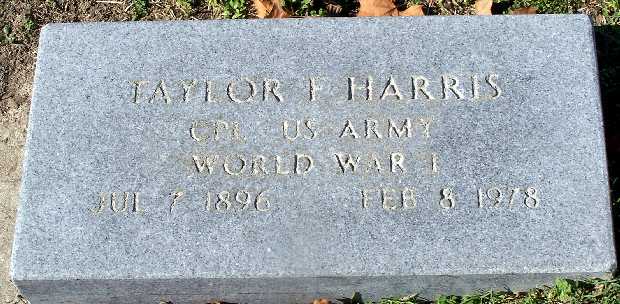 TAYLOR F HARRIS
CPL US ARMY
WORLD WAR I
JUL 7 1896 FEB 8 1978